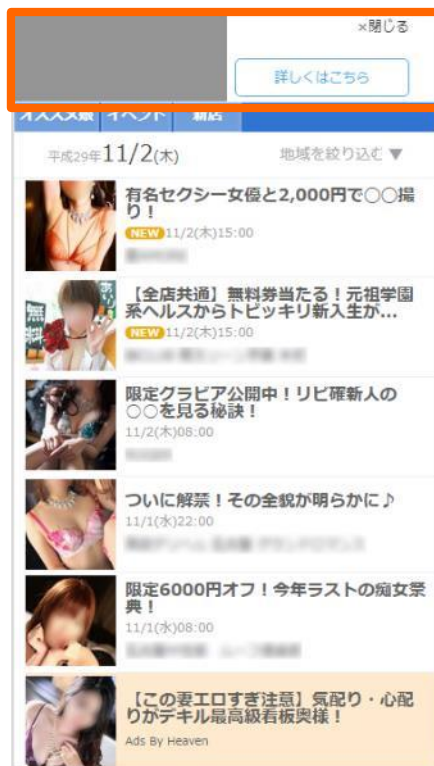 ×閉じる
詳しくはこちら
オススメ嬢 イベント 新店
平成29年11/2(木) 地域を絞り込む ▼
有名セクシー女優と2,000円で〇〇撮
り!
NEW 11/2(木)15:00
【全店共通】無料券当たる!元祖学園
系ヘルスからトビッキリ新入生が...
NEW 11/2(木)15:00
限定グラビア公開中!リピ確新人の
〇〇を見る秘訣!
11/2(木)08:00
ついに解禁!その全貌が明らかに♪
11/1(水)22:00
限定6000円オフ!今年ラストの痴女祭
典!
11/1(水)08:00
【この妻エロすぎ注意】気配り・心配
りがデキル最高級看板奥様!
Ads By Heaven